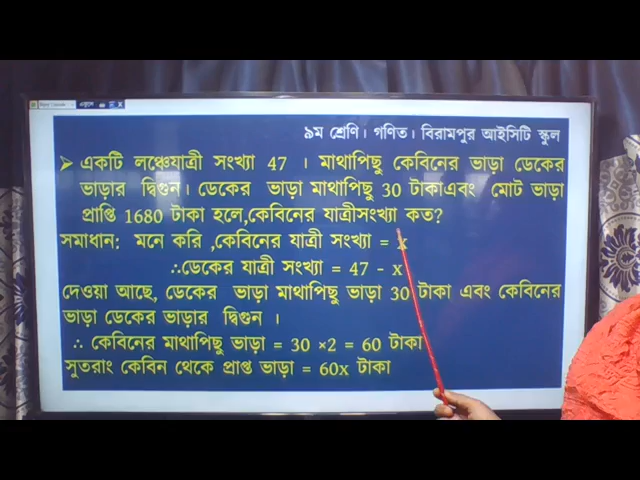 ৯ম শ্রেণি। গণিত। বিরামপুর আইসিটি স্কুল
➢ একটি লঞ্চেযাত্রী সংখ্যা 47 । মাথাপিছু কেবিনের ভাড়া ডেকের
ভাড়ার দ্বিগুন। ডেকের ভাড়া মাথাপিছু 30 টাকাএবং মোট ভাড়া
প্রাপ্তি 1680 টাকা হলে,কেবিনের যাত্রীসংখ্যা কত?
সমাধান: মনে করি ,কেবিনের যাত্রী সংখ্যা = x
∴ডেকের যাত্রী সংখ্যা = 47 - x
দেওয়া আছে, ডেকের ভাড়া মাথাপিছু ভাড়া 30 টাকা এবং কেবিনের
ভাড়া ডেকের ভাড়ার দ্বিগুন ।
∴ কেবিনের মাথাপিছু ভাড়া = 30 ×2 = 60 টাকা
সুতরাং কেবিন থেকে প্রাপ্ত ভাড়া = 60x টাকা